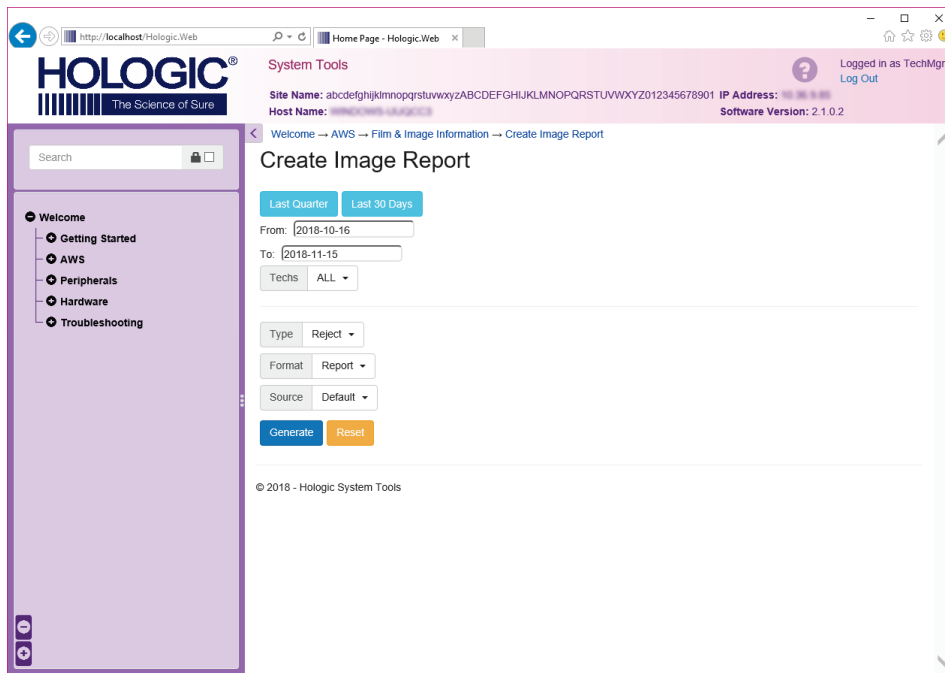 http://localhost/Hologic.Web
Home Page - Hologic.Web
HOLOGIC®
The Science of Sure
System Tools
Logged in as TechMgr
Log Out
Site Name: abcdefghijklmnopqrstuvwxyzABCDEFGHIJKLMNOPQRSTUVWXYZ012345678901 IP Address:
Host Name:
Software Version: 2.1.0.2
Welcome → AWS → Film & Image Information → Create Image Report
Search
Create Image Report
Last Quarter Last 30 Days
From: 2018-10-16
To: 2018-11-15
Techs ALL
Welcome
Getting Started
AWS
Peripherals
Hardware
Troubleshooting
Type Reject
Format Report
Source Default
Generate Reset
© 2018 - Hologic System Tools